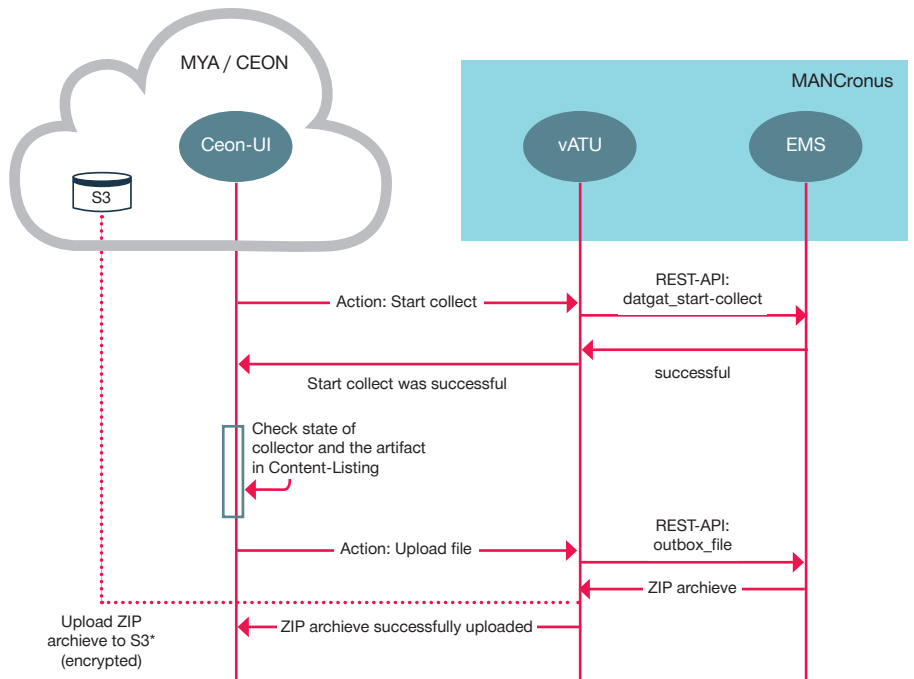 MYA / CEON
MANCronus
Ceon-UI
vATU
EMS
S3
REST-API:
datgat_start-collect
Action: Start collect
successful
Start collect was successful
Check state of
collector and the artifact
in Content-Listing
REST-API:
outbox_file
Action: Upload file
ZIP archieve
Upload ZIP
archieve to S3*
(encrypted)
ZIP archieve successfully uploaded